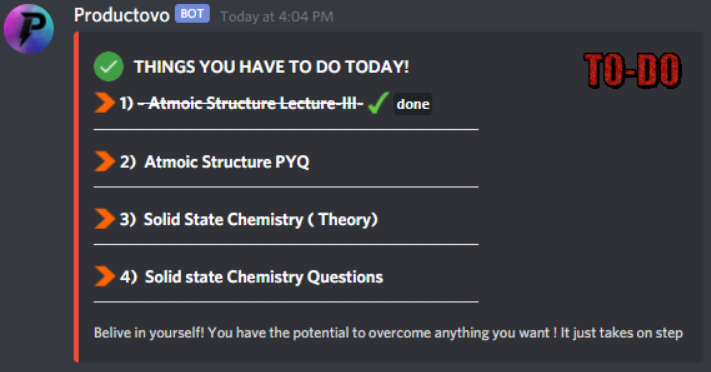 Productovo BOT Today at 4:04 PM
THINGS YOU HAVE TO DO TODAY!
TO-DO
1) - Atmoic Structure Lecture-III- done
2) Atmoic Structure PYQ
3) Solid State Chemistry ( Theory)
4) Solid state Chemistry Questions
Belive in yourself! You have the potential to overcome anything you want ! It just takes on step